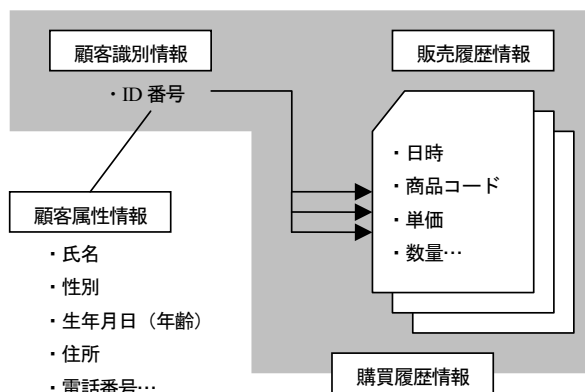 顧客識別情報
・ID 番号
販売履歴情報
・日時
・商品コード
・単価
・数量…
顧客属性情報
・氏名
・性別
・生年月日（年齢）
・住所
・電話番号…
購買履歴情報